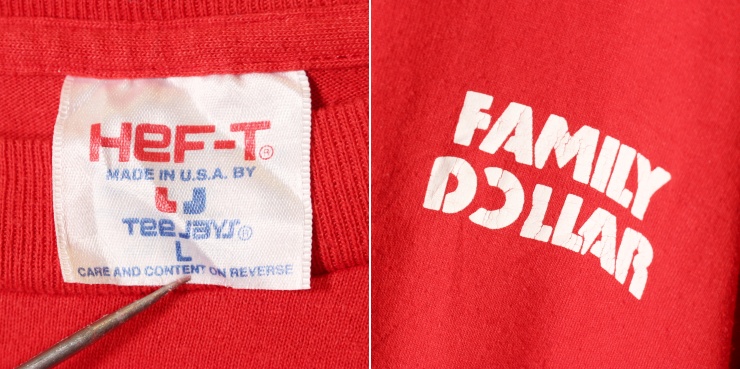 HeF-T®
MADE IN U.S.A. BY
TeeJays®
L
CARE AND CONTENT ON REVERSE
FAMILY
DOLLAR